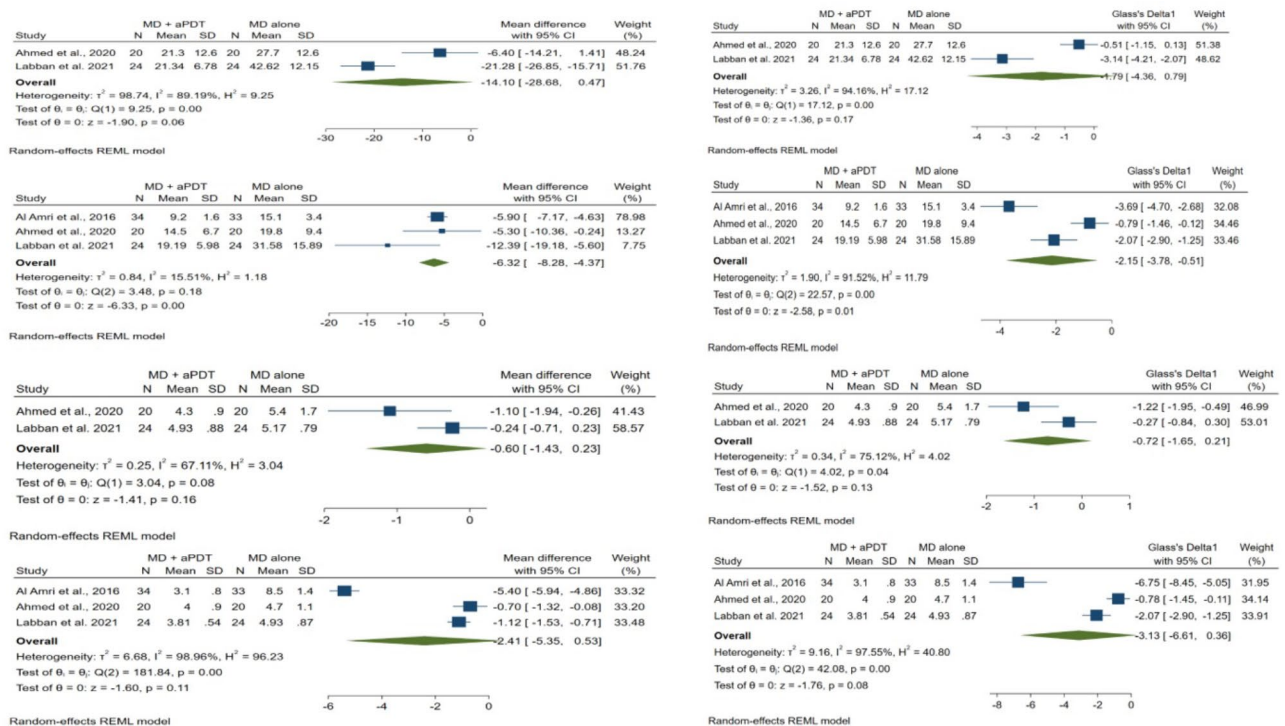 MD + aPDT MD alone Mean difference Weight
Study N Mean SD N Mean SD with 95% CI (%)
Ahmed et al., 2020 20 21.3 12.6 20 27.7 12.6 -6.40 [ -14.21, 1.41] 48.24
Labban et al. 2021 24 21.34 6.78 24 42.62 12.15 -21.28 [ -26.85, -15.71] 51.76
Overall -14.10 [ -28.68, 0.47]
Heterogeneity: τ² = 98.74, I² = 89.19%, H² = 9.25
Test of θᵢ = θⱼ: Q(1) = 9.25, p = 0.00
Test of θ = 0: z = -1.90, p = 0.06
-30 -20 -10 0
Random-effects REML model
MD + aPDT MD alone Glass's Delta1 Weight
Study N Mean SD N Mean SD with 95% CI (%)
Ahmed et al., 2020 20 21.3 12.6 20 27.7 12.6 -0.51 [ -1.15, 0.13] 51.38
Labban et al. 2021 24 21.34 6.78 24 42.62 12.15 -3.14 [ -4.21, -2.07] 48.62
Overall -1.79 [ -4.36, 0.79]
Heterogeneity: τ² = 3.26, I² = 94.16%, H² = 17.12
Test of θᵢ = θⱼ: Q(1) = 17.12, p = 0.00
Test of θ = 0: z = -1.36, p = 0.17
-4 -3 -2 -1 0
Random-effects REML model
MD + aPDT MD alone Mean difference Weight
Study N Mean SD N Mean SD with 95% CI (%)
Al Amri et al., 2016 34 9.2 1.6 33 15.1 3.4 -5.90 [ -7.17, -4.63] 78.98
Ahmed et al., 2020 20 14.5 6.7 20 19.8 9.4 -5.30 [ -10.36, -0.24] 13.27
Labban et al. 2021 24 19.19 5.98 24 31.58 15.89 -12.39 [ -19.18, -5.60] 7.75
Overall -6.32 [ -8.28, -4.37]
Heterogeneity: τ² = 0.84, I² = 15.51%, H² = 1.18
Test of θᵢ = θⱼ: Q(2) = 3.48, p = 0.18
Test of θ = 0: z = -6.33, p = 0.00
-20 -15 -10 -5 0
Random-effects REML model
MD + aPDT MD alone Glass's Delta1 Weight
Study N Mean SD N Mean SD with 95% CI (%)
Al Amri et al., 2016 34 9.2 1.6 33 15.1 3.4 -3.69 [ -4.70, -2.68] 32.08
Ahmed et al., 2020 20 14.5 6.7 20 19.8 9.4 -0.79 [ -1.46, -0.12] 34.46
Labban et al. 2021 24 19.19 5.98 24 31.58 15.89 -2.07 [ -2.90, -1.25] 33.46
Overall -2.15 [ -3.78, -0.51]
Heterogeneity: τ² = 1.90, I² = 91.52%, H² = 11.79
Test of θᵢ = θⱼ: Q(2) = 22.57, p = 0.00
Test of θ = 0: z = -2.58, p = 0.01
-4 -2 0
Random-effects REML model
MD + aPDT MD alone Mean difference Weight
Study N Mean SD N Mean SD with 95% CI (%)
Ahmed et al., 2020 20 4.3 .9 20 5.4 1.7 -1.10 [ -1.94, -0.26] 41.43
Labban et al. 2021 24 4.93 .88 24 5.17 .79 -0.24 [ -0.71, 0.23] 58.57
Overall -0.60 [ -1.43, 0.23]
Heterogeneity: τ² = 0.25, I² = 67.11%, H² = 3.04
Test of θᵢ = θⱼ: Q(1) = 3.04, p = 0.08
Test of θ = 0: z = -1.41, p = 0.16
-2 -1 0
Random-effects REML model
MD + aPDT MD alone Glass's Delta1 Weight
Study N Mean SD N Mean SD with 95% CI (%)
Ahmed et al., 2020 20 4.3 .9 20 5.4 1.7 -1.22 [ -1.95, -0.49] 46.99
Labban et al. 2021 24 4.93 .88 24 5.17 .79 -0.27 [ -0.84, 0.30] 53.01
Overall -0.72 [ -1.65, 0.21]
Heterogeneity: τ² = 0.34, I² = 75.12%, H² = 4.02
Test of θᵢ = θⱼ: Q(1) = 4.02, p = 0.04
Test of θ = 0: z = -1.52, p = 0.13
-2 -1 0 1
Random-effects REML model
MD + aPDT MD alone Mean difference Weight
Study N Mean SD N Mean SD with 95% CI (%)
Al Amri et al., 2016 34 3.1 .8 33 8.5 1.4 -5.40 [ -5.94, -4.86] 33.32
Ahmed et al., 2020 20 4 .9 20 4.7 1.1 -0.70 [ -1.32, -0.08] 33.20
Labban et al. 2021 24 3.81 .54 24 4.93 .87 -1.12 [ -1.53, -0.71] 33.48
Overall -2.41 [ -5.35, 0.53]
Heterogeneity: τ² = 6.68, I² = 98.96%, H² = 96.23
Test of θᵢ = θⱼ: Q(2) = 181.84, p = 0.00
Test of θ = 0: z = -1.60, p = 0.11
-6 -4 -2 0
Random-effects REML model
MD + aPDT MD alone Glass's Delta1 Weight
Study N Mean SD N Mean SD with 95% CI (%)
Al Amri et al., 2016 34 3.1 .8 33 8.5 1.4 -6.75 [ -8.45, -5.05] 31.95
Ahmed et al., 2020 20 4 .9 20 4.7 1.1 -0.78 [ -1.45, -0.11] 34.14
Labban et al. 2021 24 3.81 .54 24 4.93 .87 -2.07 [ -2.90, -1.25] 33.91
Overall -3.13 [ -6.61, 0.36]
Heterogeneity: τ² = 9.16, I² = 97.55%, H² = 40.80
Test of θᵢ = θⱼ: Q(2) = 42.08, p = 0.00
Test of θ = 0: z = -1.76, p = 0.08
-8 -6 -4 -2 0
Random-effects REML model